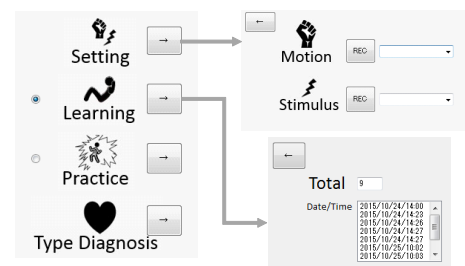 Setting
→
Learning
→
Practice
→
Type Diagnosis
→
←
Motion
REC
Stimulus
REC
←
Total
9
Date/Time
2015/10/24/14:00
2015/10/24/14:23
2015/10/24/14:26
2015/10/24/14:27
2015/10/24/14:27
2015/10/25/10:02
2015/10/25/10:03